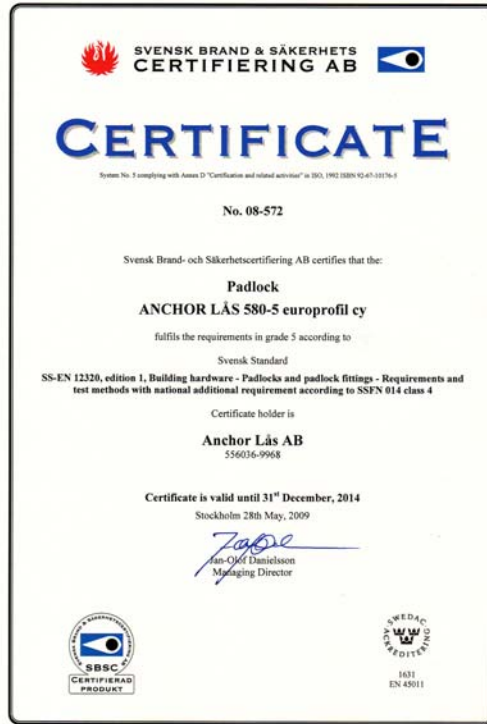 SVENSK BRAND & SÄKERHETS
CERTIFIERING AB
CERTIFICATE
System No. 5 complying with Annex D "Certification and related activities" in ISO, 1992 ISBN 92-67-10176-5
No. 08-572
Svensk Brand- och Säkerhetscertifiering AB certifies that the:
Padlock
ANCHOR LÅS 580-5 europrofil cy
fulfils the requirements in grade 5 according to
Svensk Standard
SS-EN 12320, edition 1, Building hardware - Padlocks and padlock fittings - Requirements and
test methods with national additional requirement according to SSFN 014 class 4
Certificate holder is
Anchor Lås AB
556036-9968
Certificate is valid until 31st December, 2014
Stockholm 28th May, 2009
Jan-Olof Danielsson
Managing Director
SVENSK BRAND & SÄKERHETSCERTIFIERING AB
SBSC
CERTIFIERAD
PRODUKT
SWEDAC
ACKREDITERING
1631
EN 45011